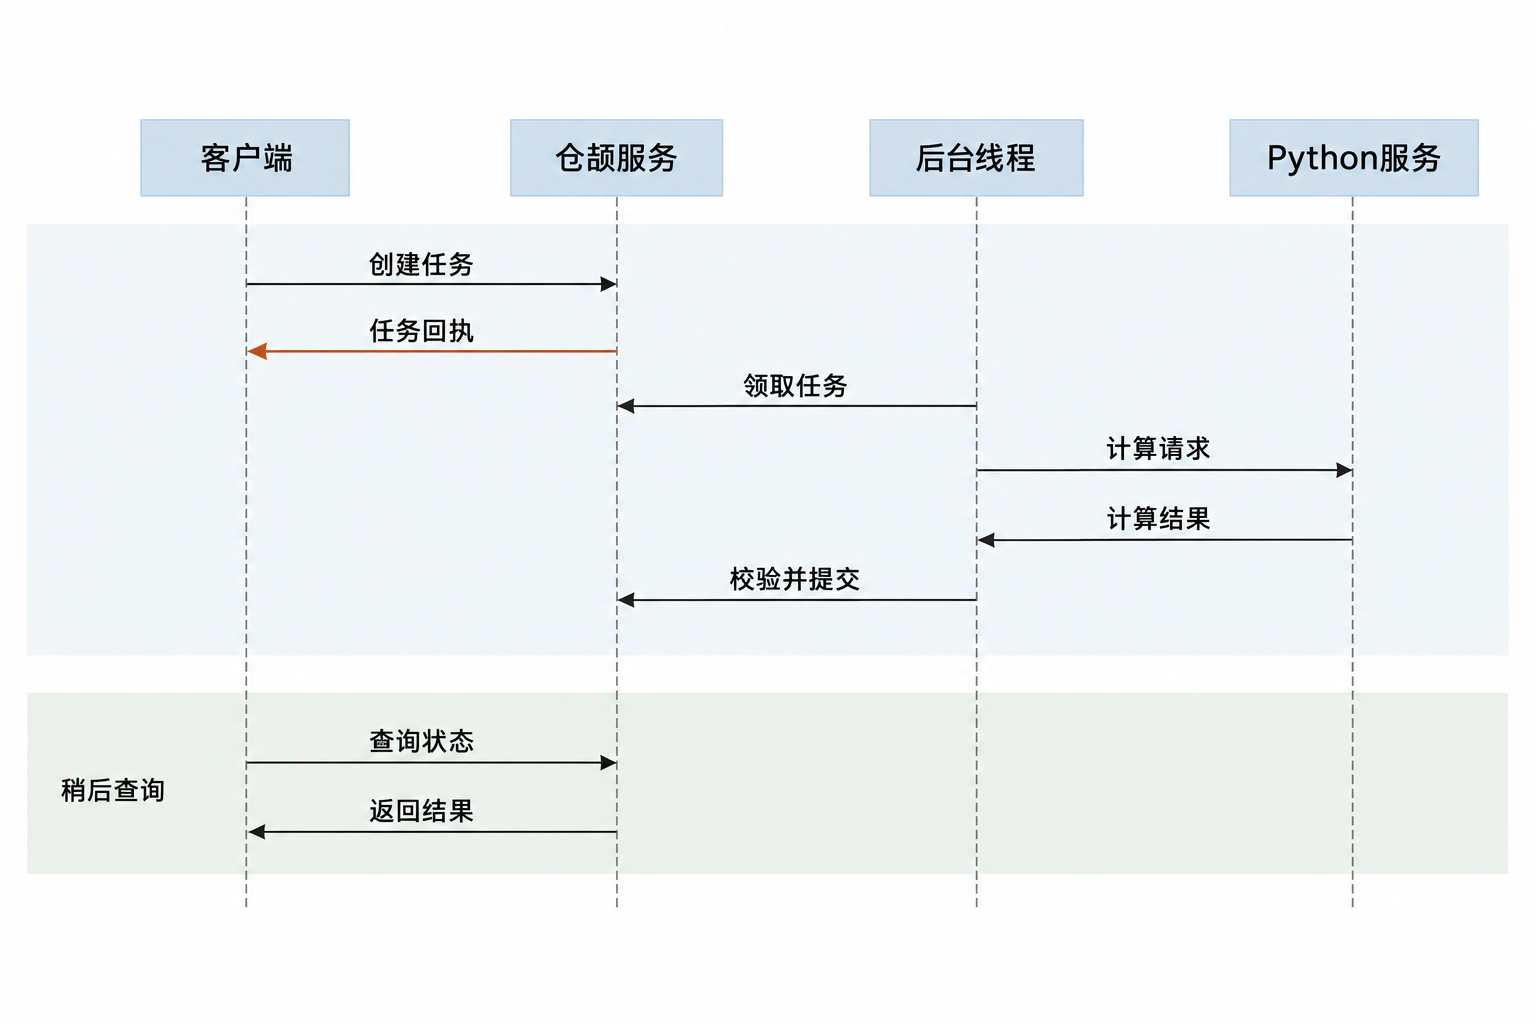 客户端
仓颉服务
后台线程
Python服务
创建任务
任务回执
领取任务
计算请求
计算结果
校验并提交
查询状态
稍后查询
返回结果